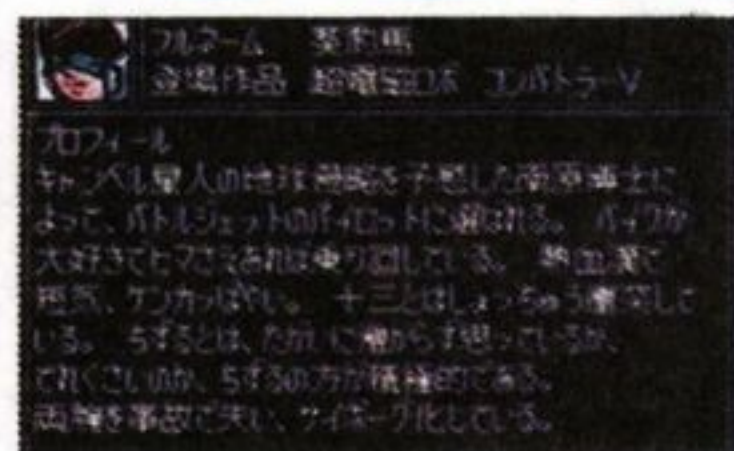 フルネーム 葵豹馬
登場作品 超電磁ロボ コンバトラーV
プロフィール
キャンベル星人の地球侵略を予感した南原博士に
よって、バトルジェットのパイロットに選ばれる。 バイクが
大好きでヒマさえあれば乗り回している。 熱血漢で
短気、ケンカっぱやい。 十三とはしょっちゅう衝突して
いる。 ちずるとは、たがいに憎からず思っているが、
てれくさいのか、ちずるの方が積極的である。
両腕を事故で失い、サイボーグ化している。